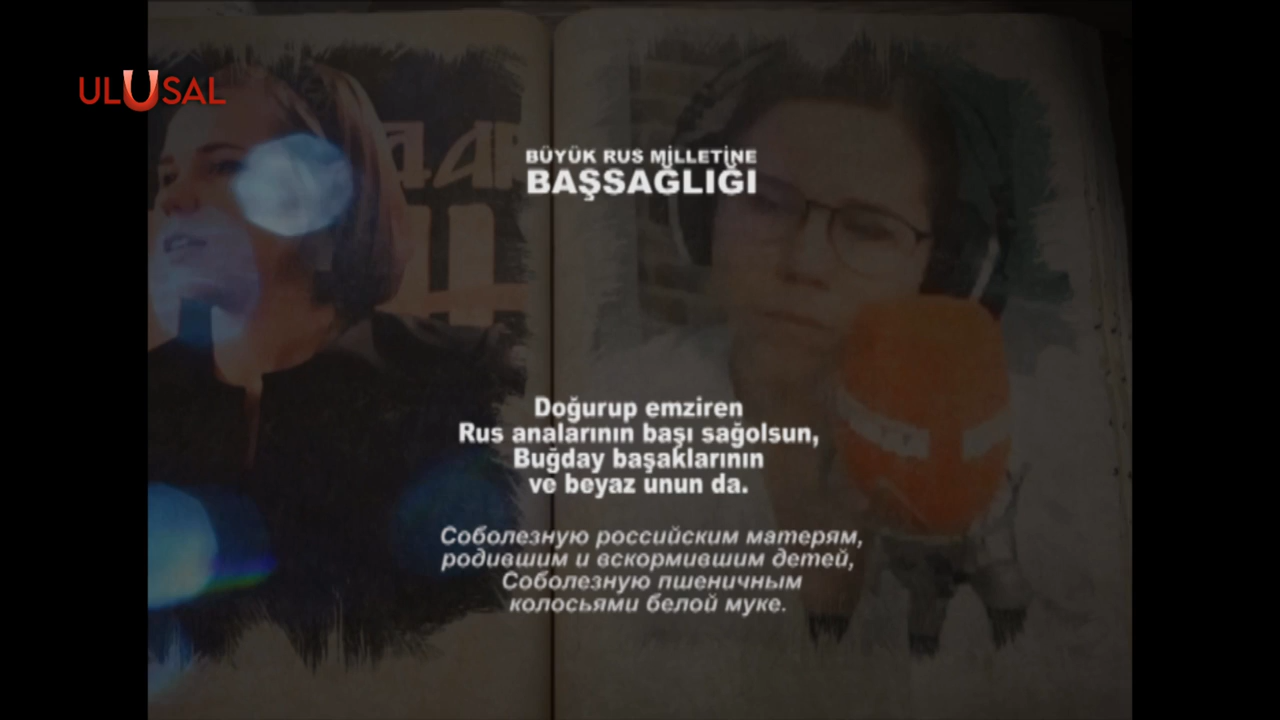 ULUSAL
BÜYÜK RUS MİLLETİNE
BAŞSAĞLIĞI
Doğurup emziren
Rus analarının başı sağolsun,
Buğday başaklarının
ve beyaz unun da.
Соболезную российским матерям,
родившим и вскормившим детей,
Соболезную пшеничным
колосьями белой муке.